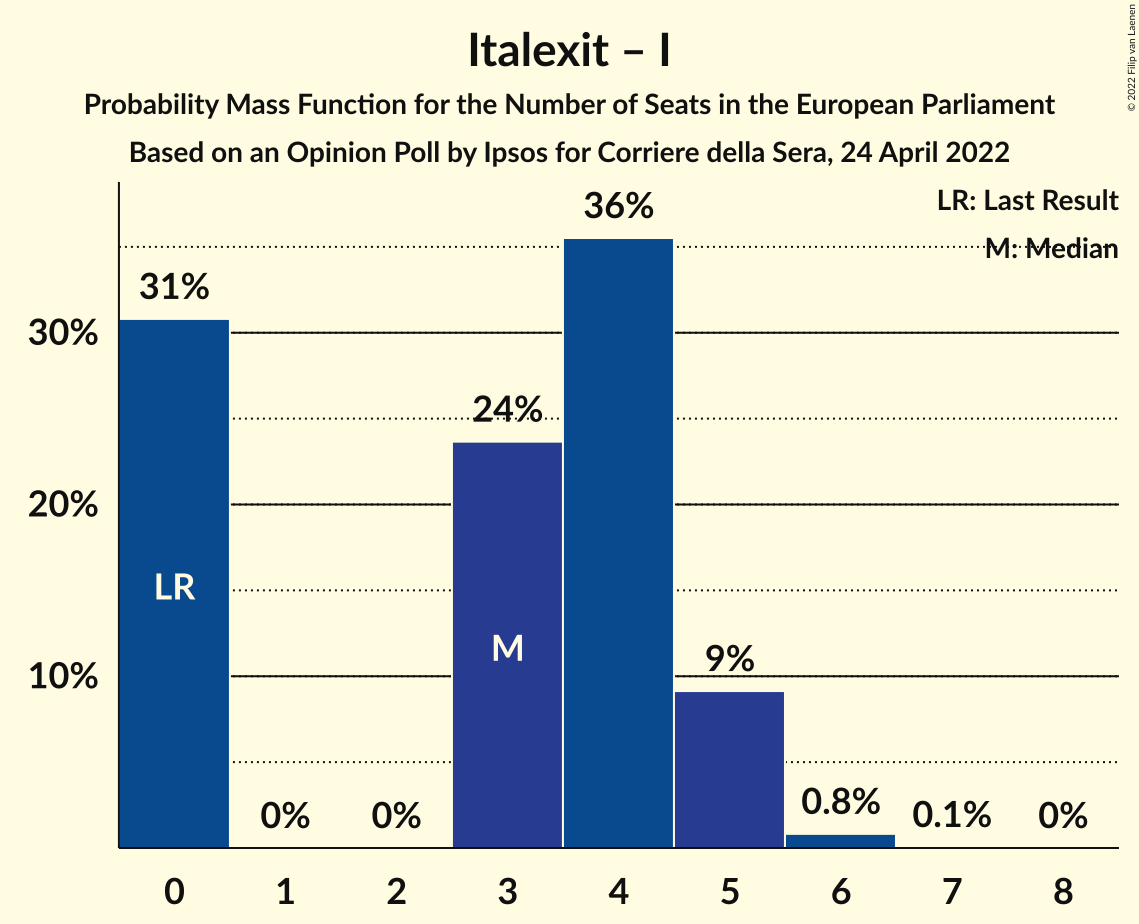 Italexit – I
Probability Mass Function for the Number of Seats in the European Parliament
Based on an Opinion Poll by Ipsos for Corriere della Sera, 24 April 2022
© 2022 Filip van Laenen
LR: Last Result
M: Median
36%
31%
30%
24%
20%
LR
M
9%
10%
0%
0%
0.8%
0.1%
0%
0
1
2
3
4
5
6
7
8